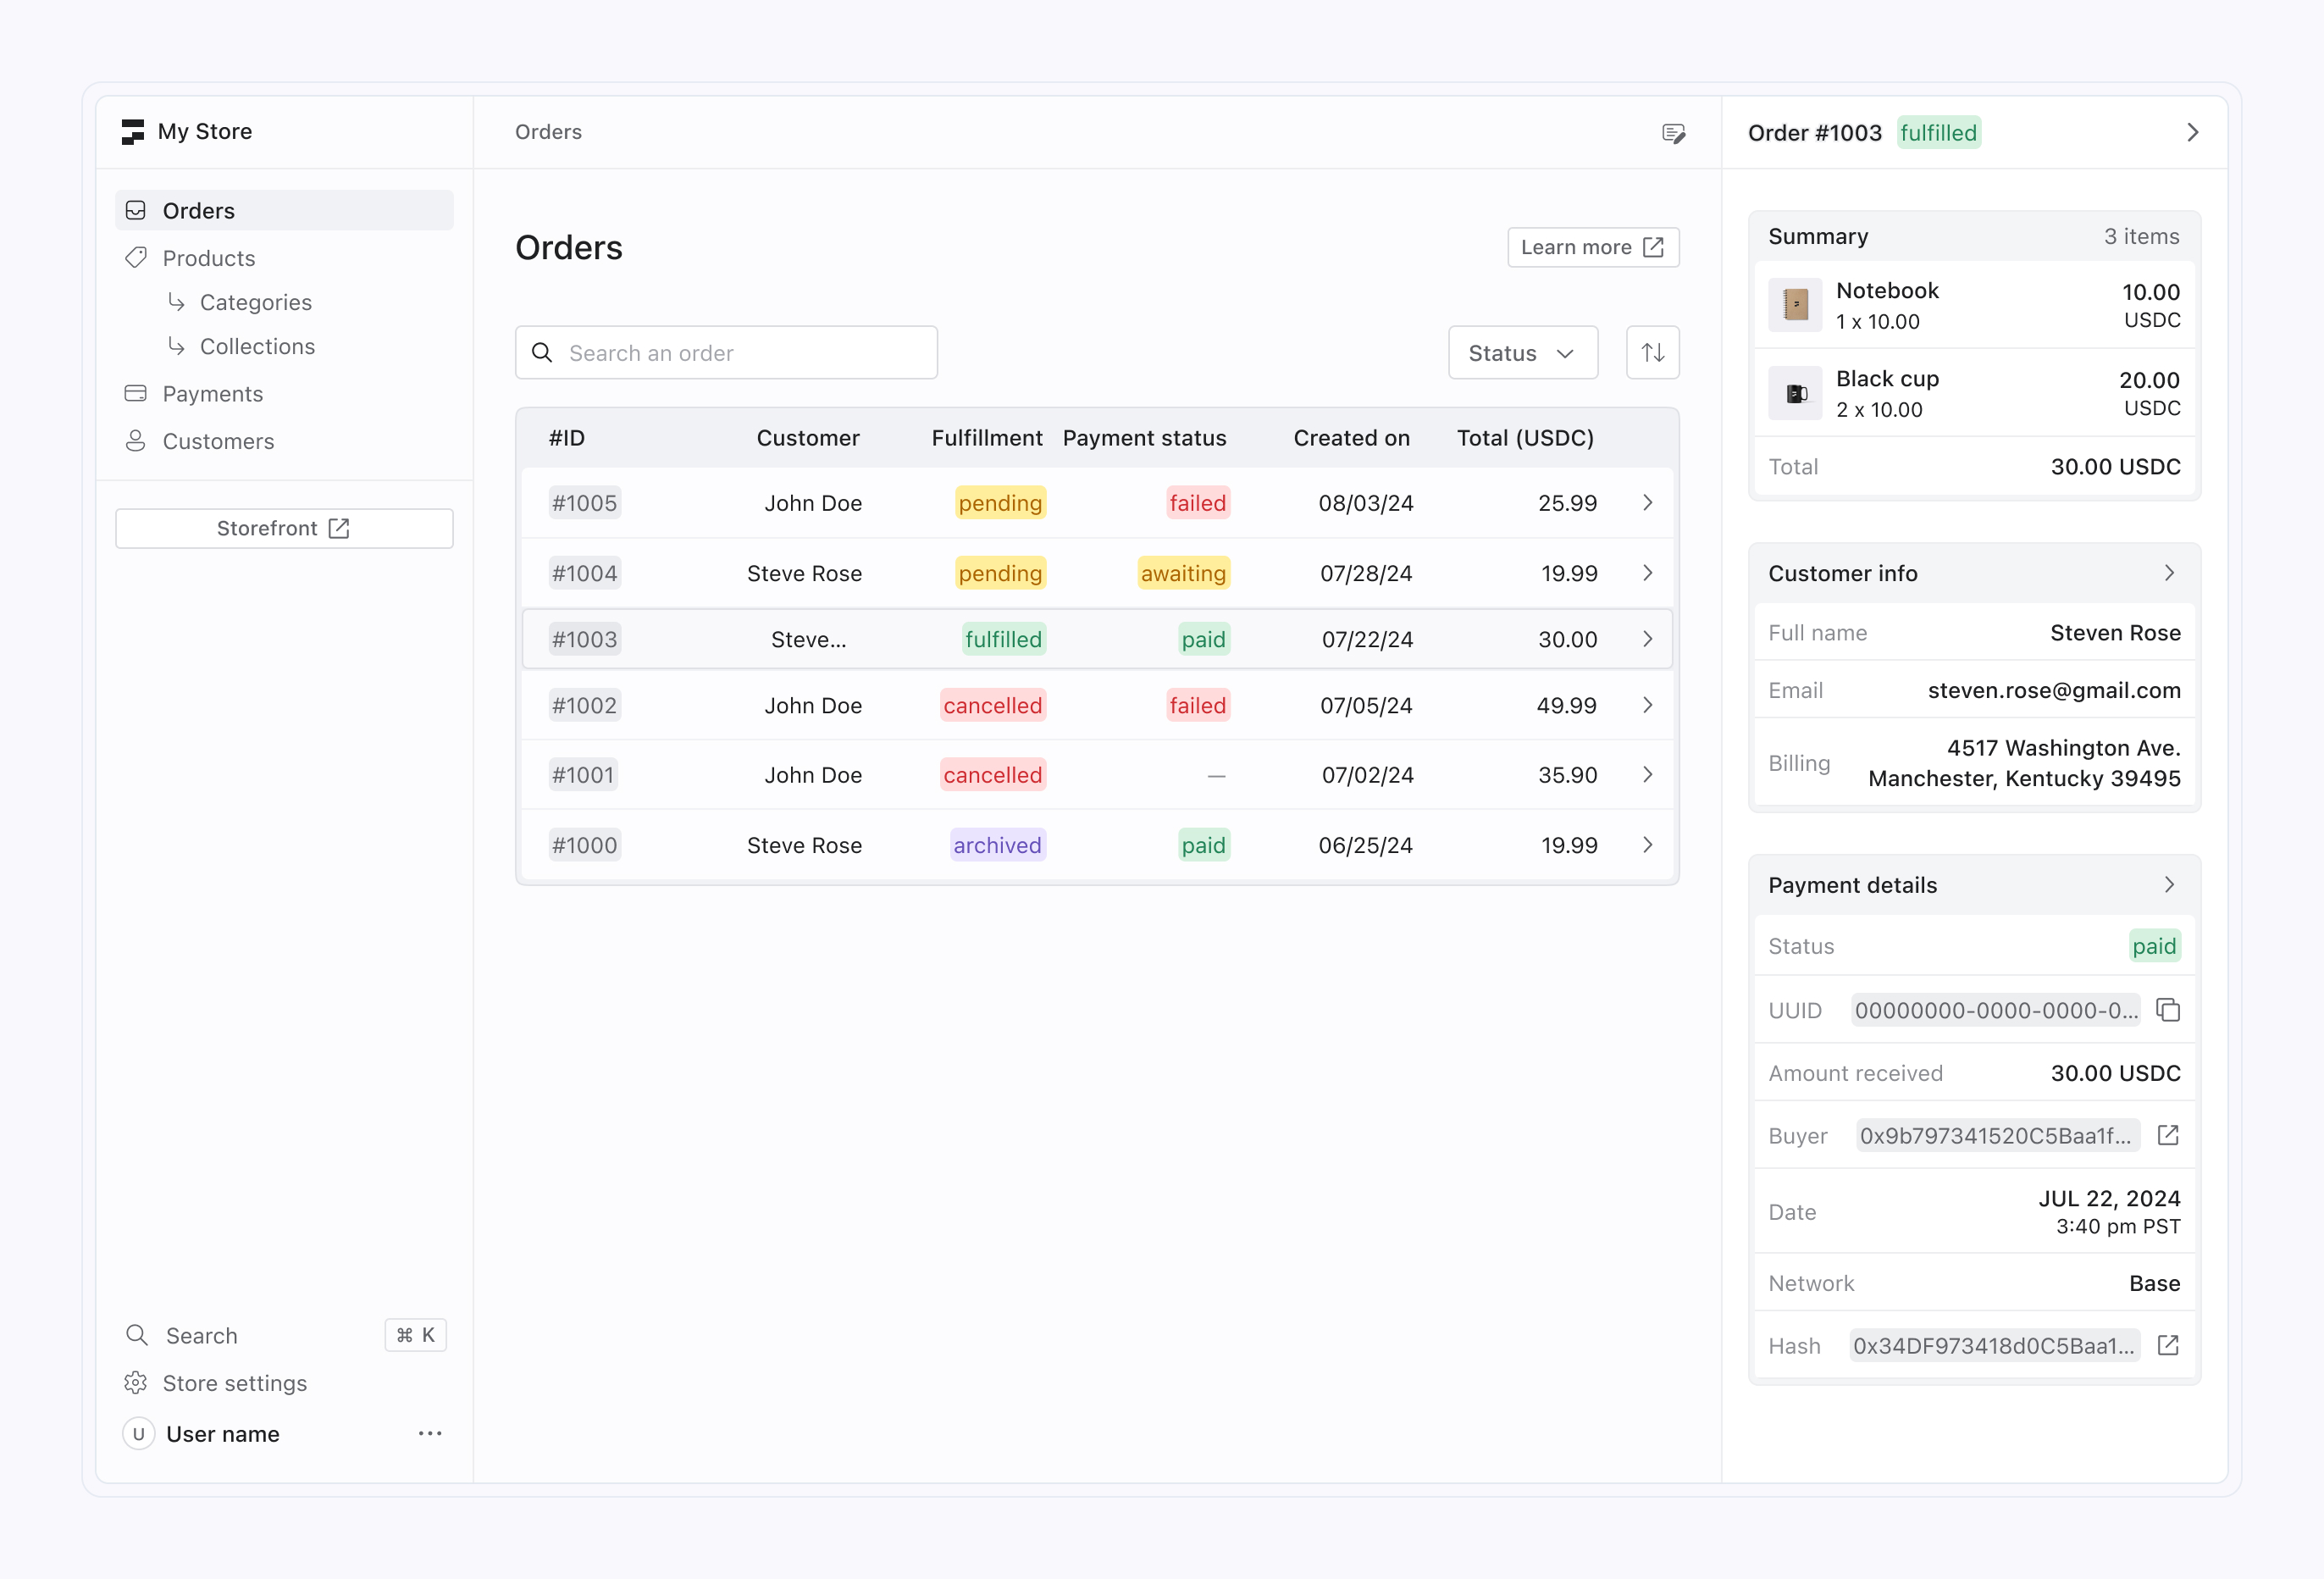 My Store
Orders
Products
Categories
Collections
Payments
Customers
Storefront
Search
⌘ K
Store settings
U User name
Orders
Orders
Learn more
Search an order
Status
#ID Customer Fulfillment Payment status Created on Total (USDC)
#1005 John Doe pending failed 08/03/24 25.99
#1004 Steve Rose pending awaiting 07/28/24 19.99
#1003 Steve... fulfilled paid 07/22/24 30.00
#1002 John Doe cancelled failed 07/05/24 49.99
#1001 John Doe cancelled — 07/02/24 35.90
#1000 Steve Rose archived paid 06/25/24 19.99
Order #1003 fulfilled
Summary 3 items
Notebook 10.00
1 x 10.00 USDC
Black cup 20.00
2 x 10.00 USDC
Total 30.00 USDC
Customer info
Full name Steven Rose
Email steven.rose@gmail.com
Billing 4517 Washington Ave.
Manchester, Kentucky 39495
Payment details
Status paid
UUID 00000000-0000-0000-0...
Amount received 30.00 USDC
Buyer 0x9b797341520C5Baa1f...
Date JUL 22, 2024
3:40 pm PST
Network Base
Hash 0x34DF973418d0C5Baa1...